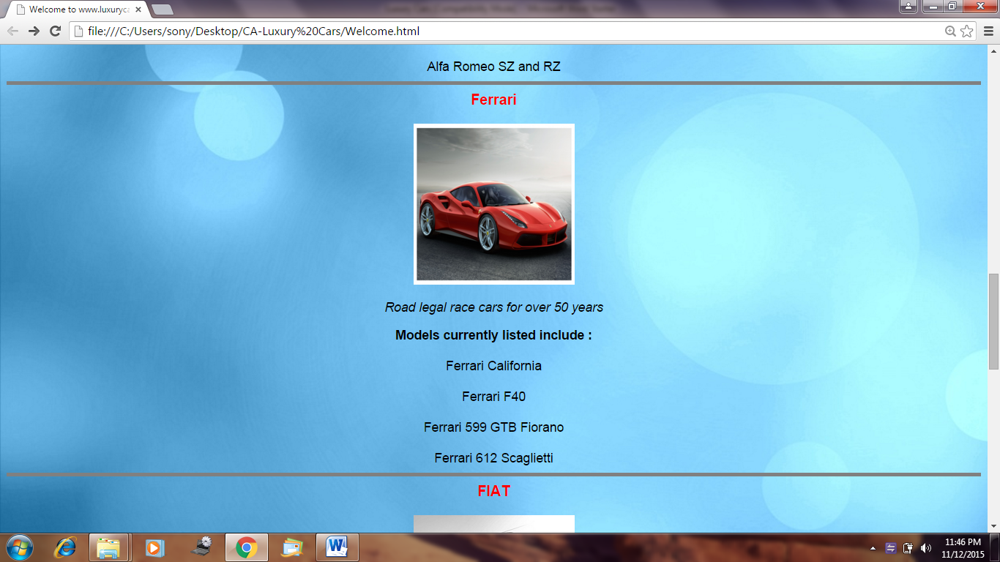 Welcome to www.luxuryca
file:///C:/Users/sony/Desktop/CA-Luxury%20Cars/Welcome.html
Alfa Romeo SZ and RZ
Ferrari
Road legal race cars for over 50 years
Models currently listed include :
Ferrari California
Ferrari F40
Ferrari 599 GTB Fiorano
Ferrari 612 Scaglietti
FIAT
11:46 PM
11/12/2015